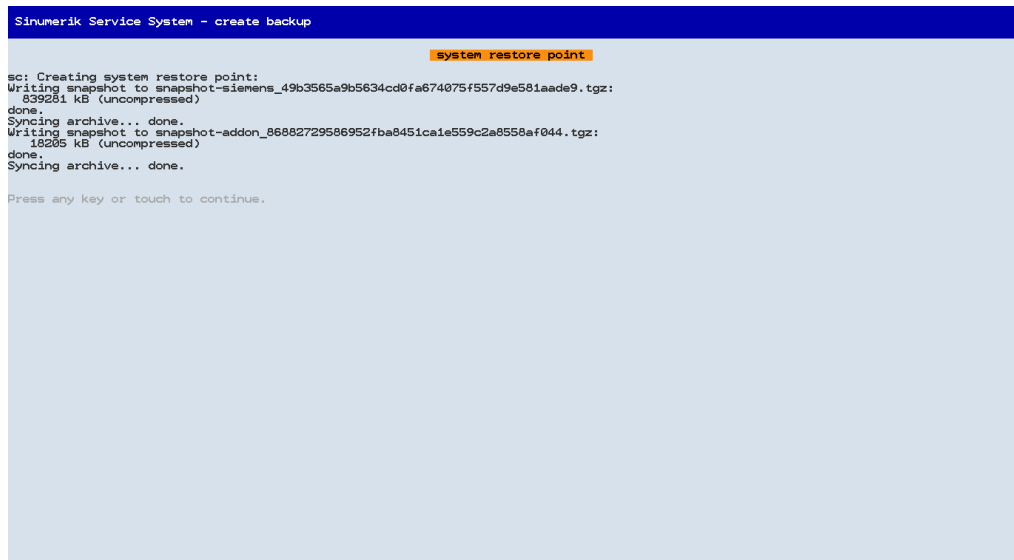 Sinumerik Service System - create backup
system restore point
sc: Creating system restore point:
Writing snapshot to snapshot-siemens_49b3565a9b5634cd0fa674075f557d9e581aade9.tgz:
839281 kB (uncompressed)
done.
Syncing archive... done.
Writing snapshot to snapshot-addon_86882729586952fba8451ca1e559c2a8558af044.tgz:
18205 kB (uncompressed)
done.
Syncing archive... done.
Press any key or touch to continue.